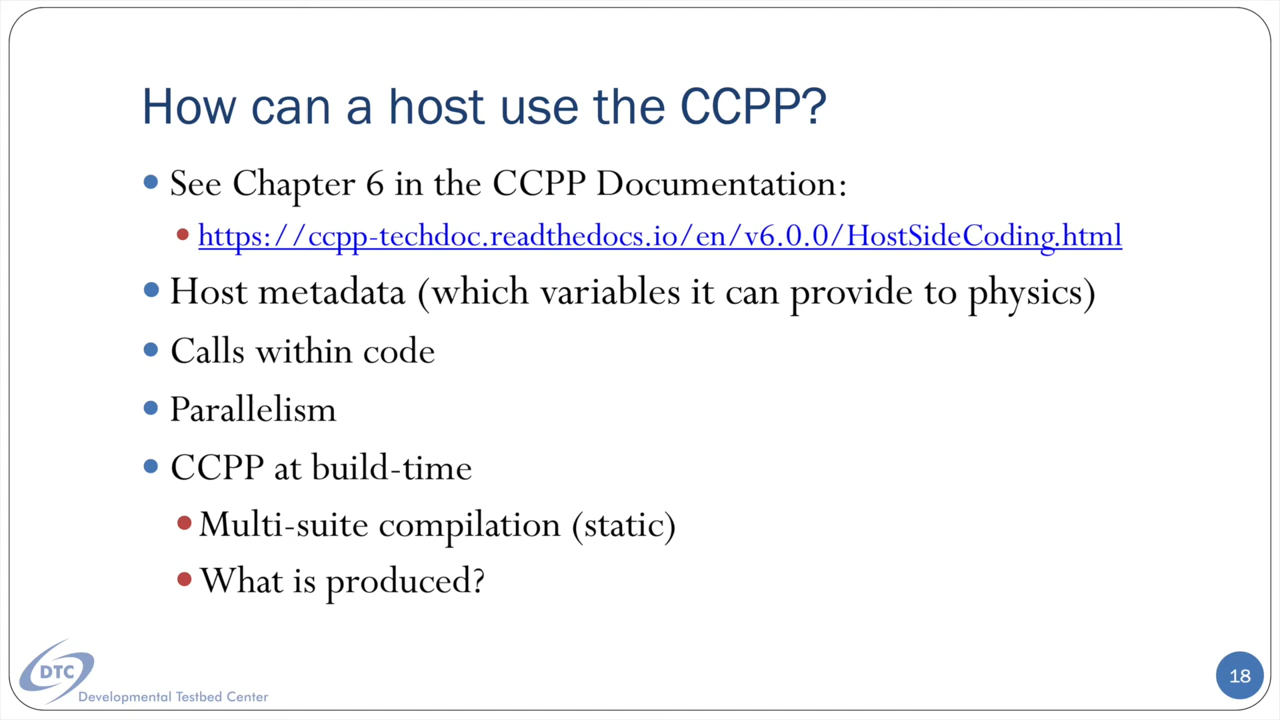 How can a host use the CCPP?
See Chapter 6 in the CCPP Documentation:
https://ccpp-techdoc.readthedocs.io/en/v6.0.0/HostSideCoding.html
Host metadata (which variables it can provide to physics)
Calls within code
Parallelism
CCPP at build-time
Multi-suite compilation (static)
What is produced?
DTC
Developmental Testbed Center
18